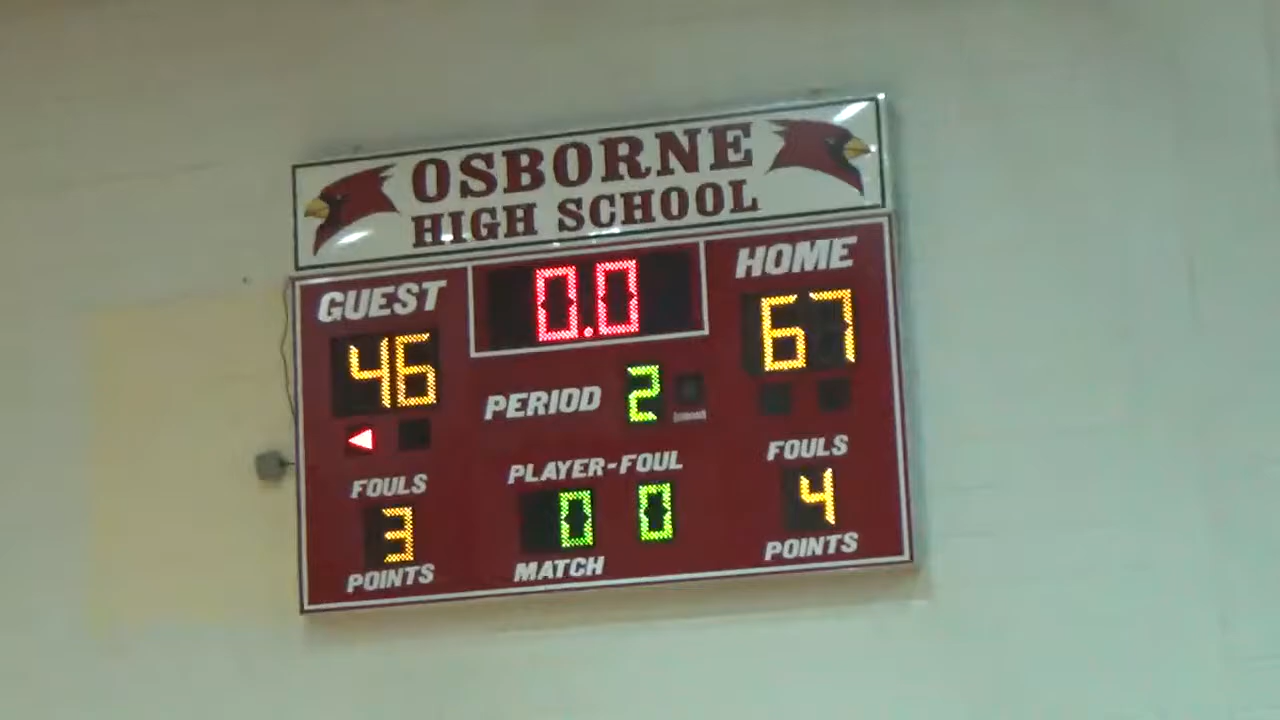 OSBORNE
HIGH SCHOOL
GUEST
0.0
HOME
46
67
PERIOD 2
FOULS
PLAYER-FOUL
FOULS
3
0 0
4
POINTS
MATCH
POINTS